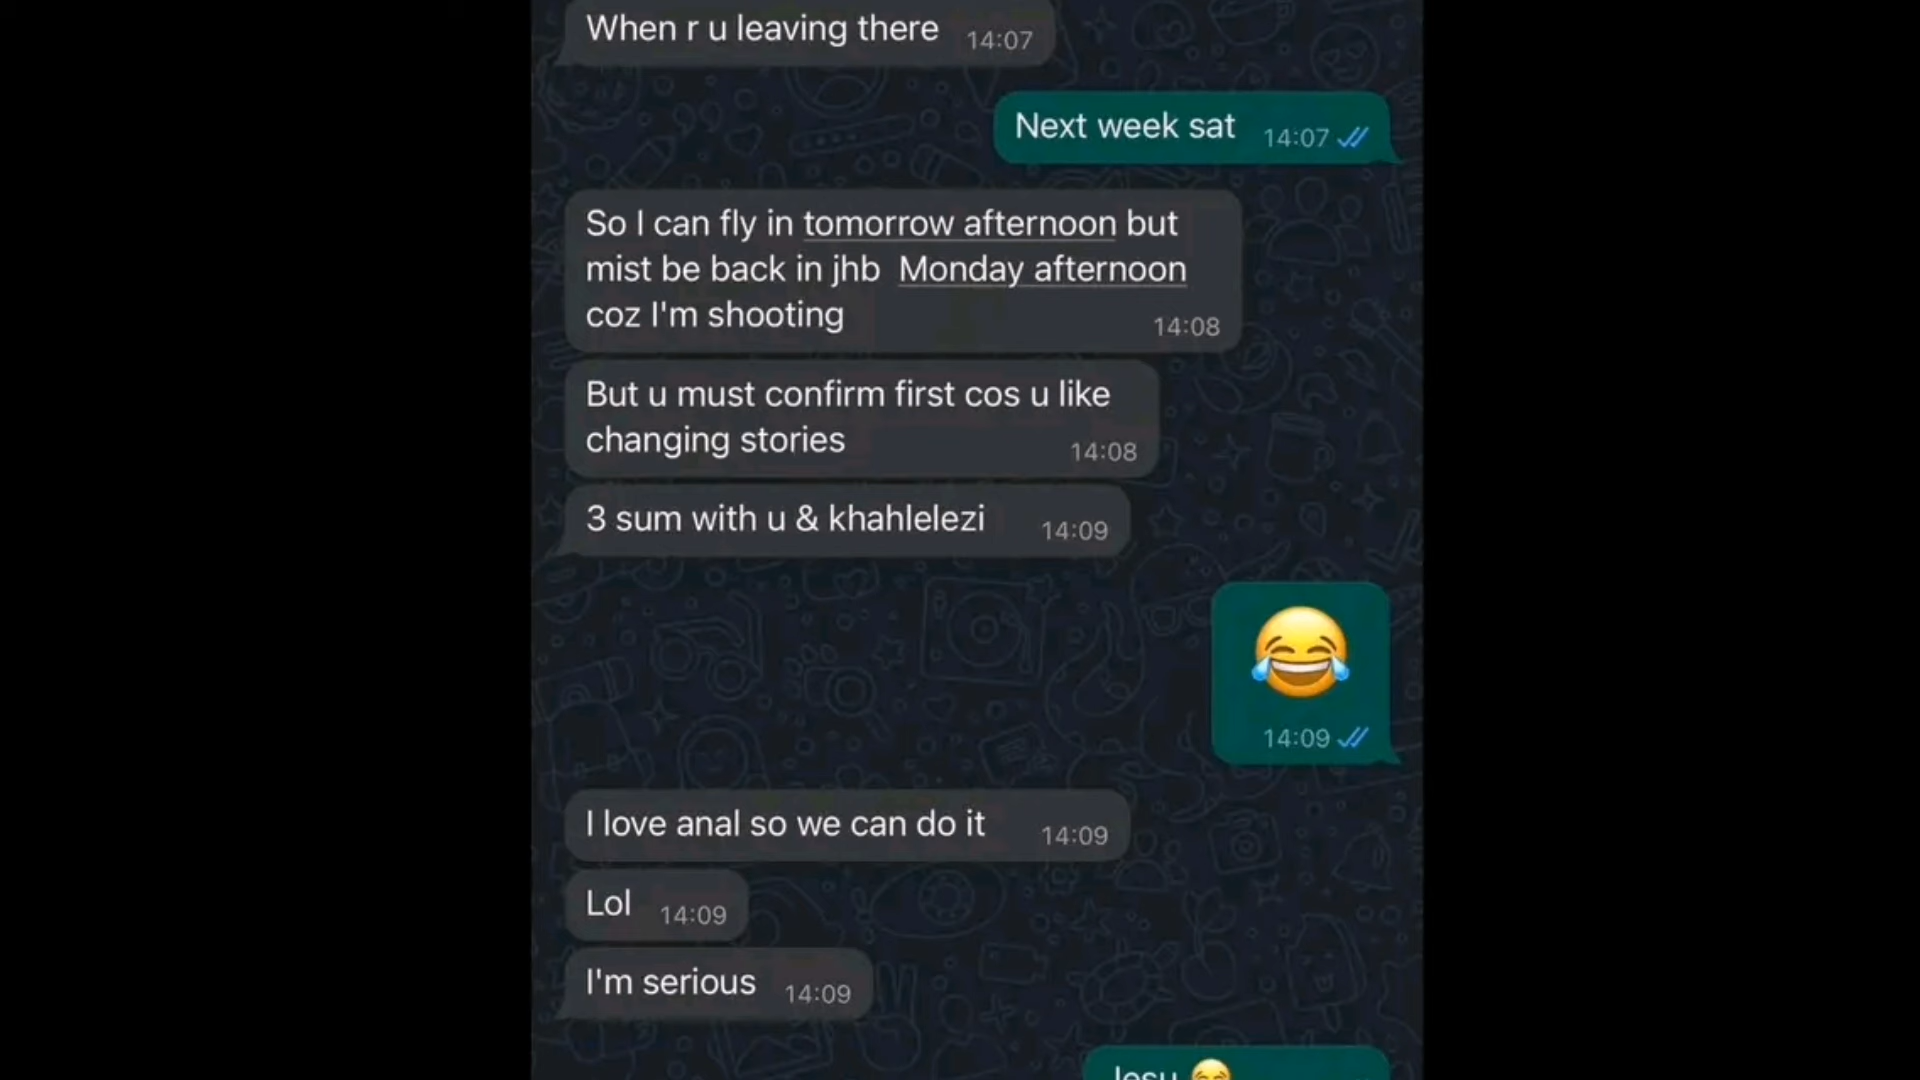 When r u leaving there 14:07
Next week sat 14:07
So I can fly in tomorrow afternoon but
mist be back in jhb Monday afternoon
coz I'm shooting 14:08
But u must confirm first cos u like
changing stories 14:08
3 sum with u & khahlelezi 14:09
😂
14:09
I love anal so we can do it 14:09
Lol 14:09
I'm serious 14:09
Jesu 😂